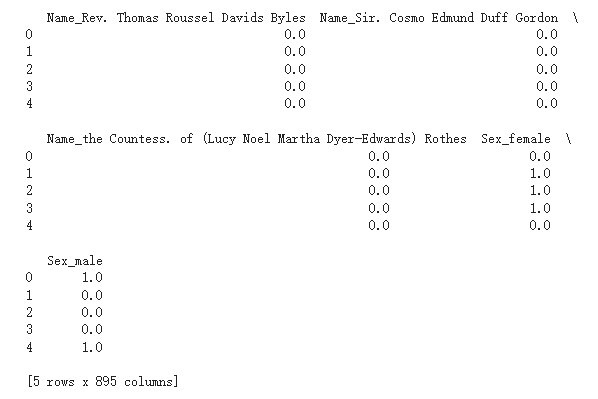 Name_Rev. Thomas Roussel Davids Byles  Name_Sir. Cosmo Edmund Duff Gordon  \
0  0.0  0.0
1  0.0  0.0
2  0.0  0.0
3  0.0  0.0
4  0.0  0.0
Name_the Countess. of (Lucy Noel Martha Dyer-Edwards) Rothes  Sex_female  \
0  0.0  0.0
1  0.0  1.0
2  0.0  1.0
3  0.0  1.0
4  0.0  0.0
Sex_male
0  1.0
1  0.0
2  0.0
3  0.0
4  1.0
[5 rows x 895 columns]